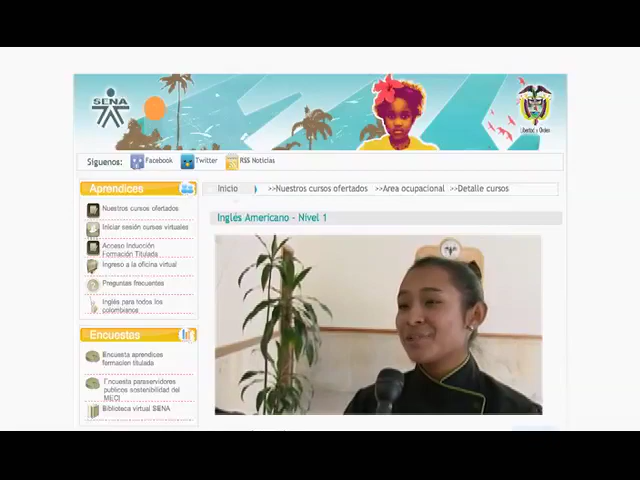 SENA
Libertad y Orden
Síguenos: Facebook Twitter RSS Noticias
Aprendices
Nuestros cursos ofertados
Iniciar sesión cursos virtuales
Acceso Inducción
Formación Titulada
Ingreso a la oficina virtual
Preguntas frecuentes
Inglés para todos los
colombianos
Encuestas
Encuesta aprendices
formacion titulada
Encuesta paraservidores
publicos sostenibilidad del
MECI
Biblioteca virtual SENA
Inicio >>Nuestros cursos ofertados >>Area ocupacional >>Detalle cursos
Inglés Americano - Nivel 1